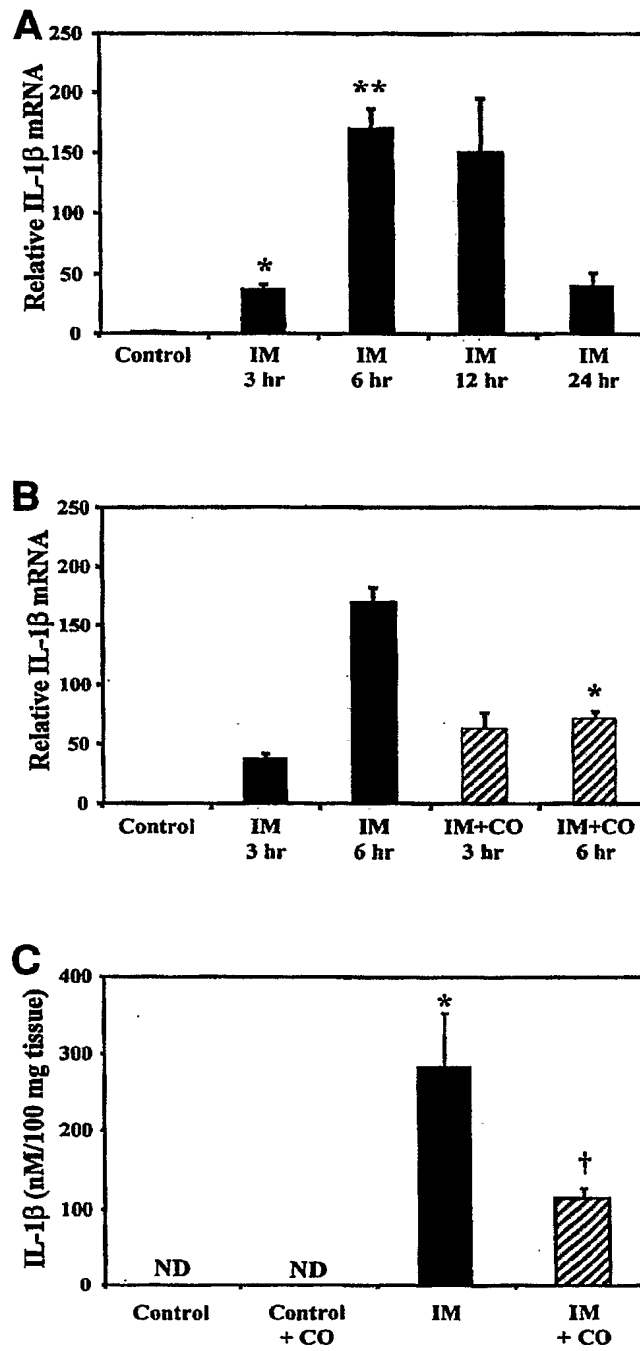 A
Relative IL-1β mRNA
250
200
150
100
50
0
*
**
Control IM IM IM IM
3 hr 6 hr 12 hr 24 hr
B
Relative IL-1β mRNA
250
200
150
100
50
0
*
Control IM IM IM+CO IM+CO
3 hr 6 hr 3 hr 6 hr
C
IL-1β (nM/100 mg tissue)
400
300
200
100
0
ND ND * †
Control Control IM IM
+ CO + CO